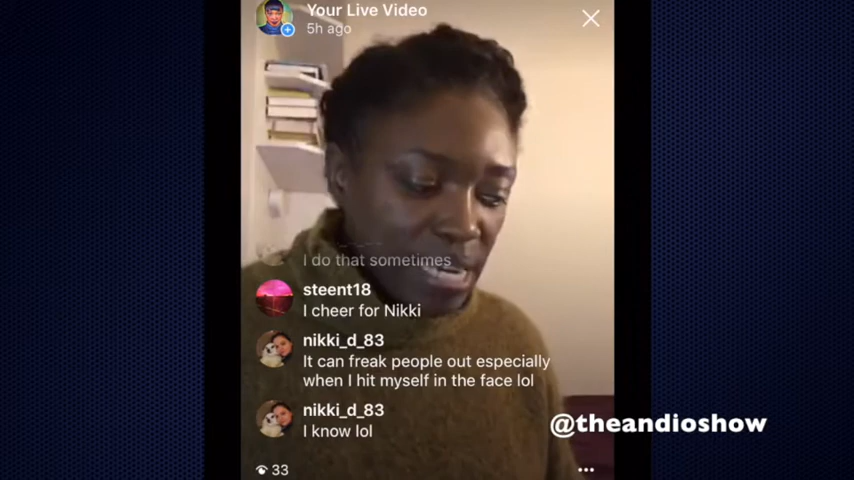 Your Live Video
5h ago
I do that sometimes
steent18
I cheer for Nikki
nikki_d_83
It can freak people out especially
when I hit myself in the face lol
nikki_d_83
I know lol
@theandioshow
33